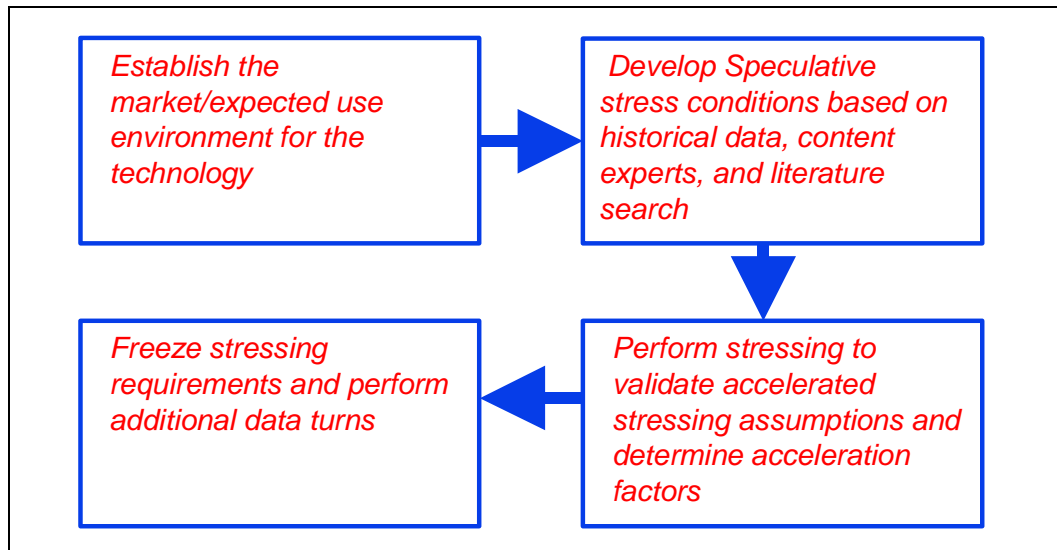 Establish the
market/expected use
environment for the
technology
Develop Speculative
stress conditions based on
historical data, content
experts, and literature
search
Freeze stressing
requirements and perform
additional data turns
Perform stressing to
validate accelerated
stressing assumptions and
determine acceleration
factors